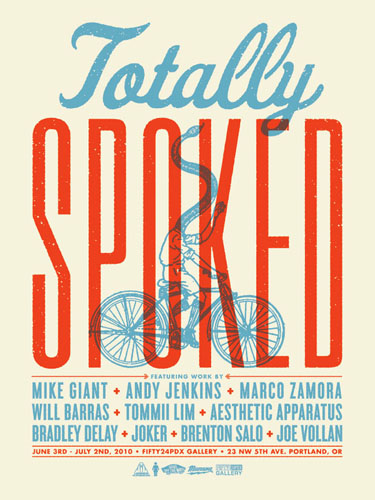 Totally
SPOKED
FEATURING WORK BY
MIKE GIANT + ANDY JENKINS + MARCO ZAMORA
WILL BARRAS + TOMMII LIM + AESTHETIC APPARATUS
BRADLEY DELAY + JOKER + BRENTON SALO + JOE VOLLAN
JUNE 3RD - JULY 2ND, 2010 • FIFTY24PDX GALLERY • 23 NW 5TH AVE. PORTLAND, OR
GALLERY